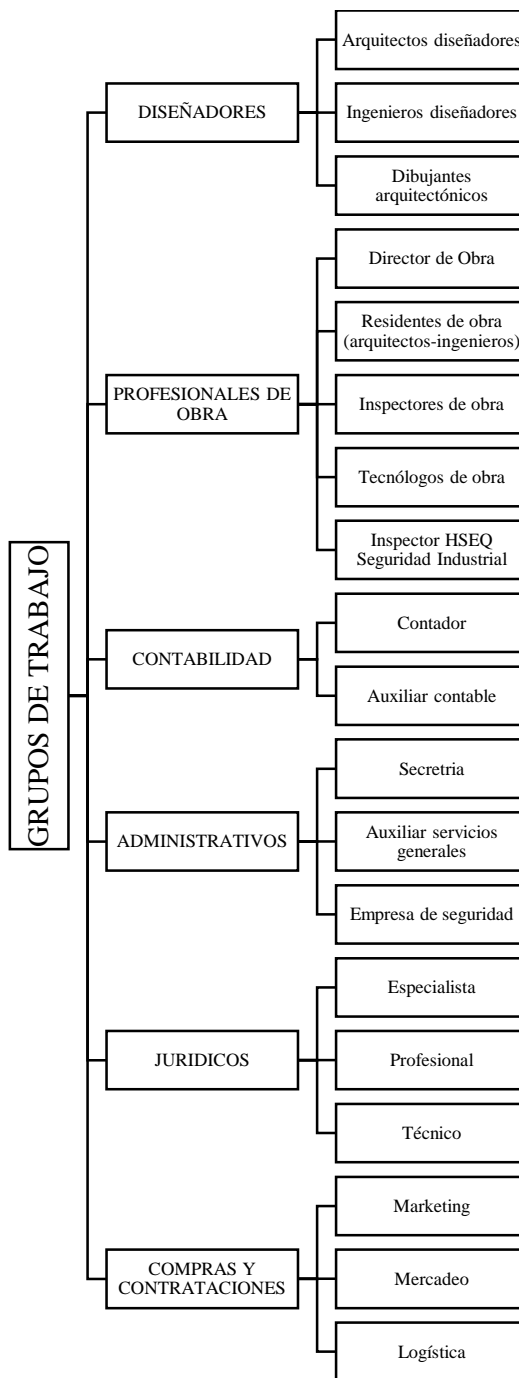 GRUPOS DE TRABAJO
DISEÑADORES
Arquitectos diseñadores
Ingenieros diseñadores
Dibujantes
arquitectónicos
PROFESIONALES DE
OBRA
Director de Obra
Residentes de obra
(arquitectos-ingenieros)
Inspectores de obra
Tecnólogos de obra
Inspector HSEQ
Seguridad Industrial
CONTABILIDAD
Contador
Auxiliar contable
ADMINISTRATIVOS
Secretria
Auxiliar servicios
generales
Empresa de seguridad
JURIDICOS
Especialista
Profesional
Técnico
COMPRAS Y
CONTRATACIONES
Marketing
Mercadeo
Logística